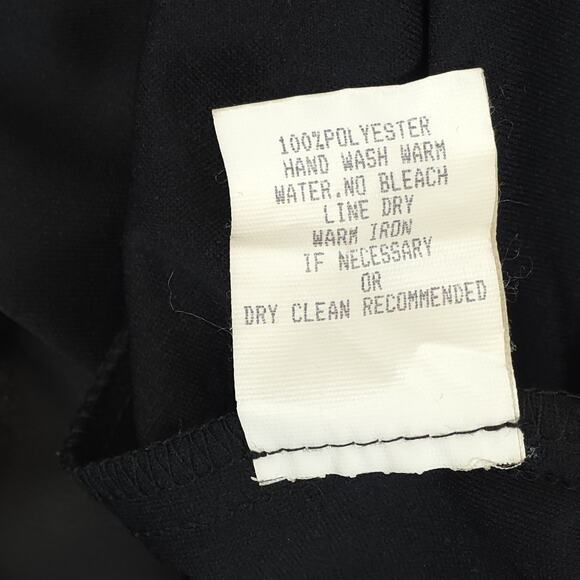 100%POLYESTER
HAND WASH WARM
WATER.NO BLEACH
LINE DRY
WARM IRON
IF NECESSARY
OR
DRY CLEAN RECOMMENDED